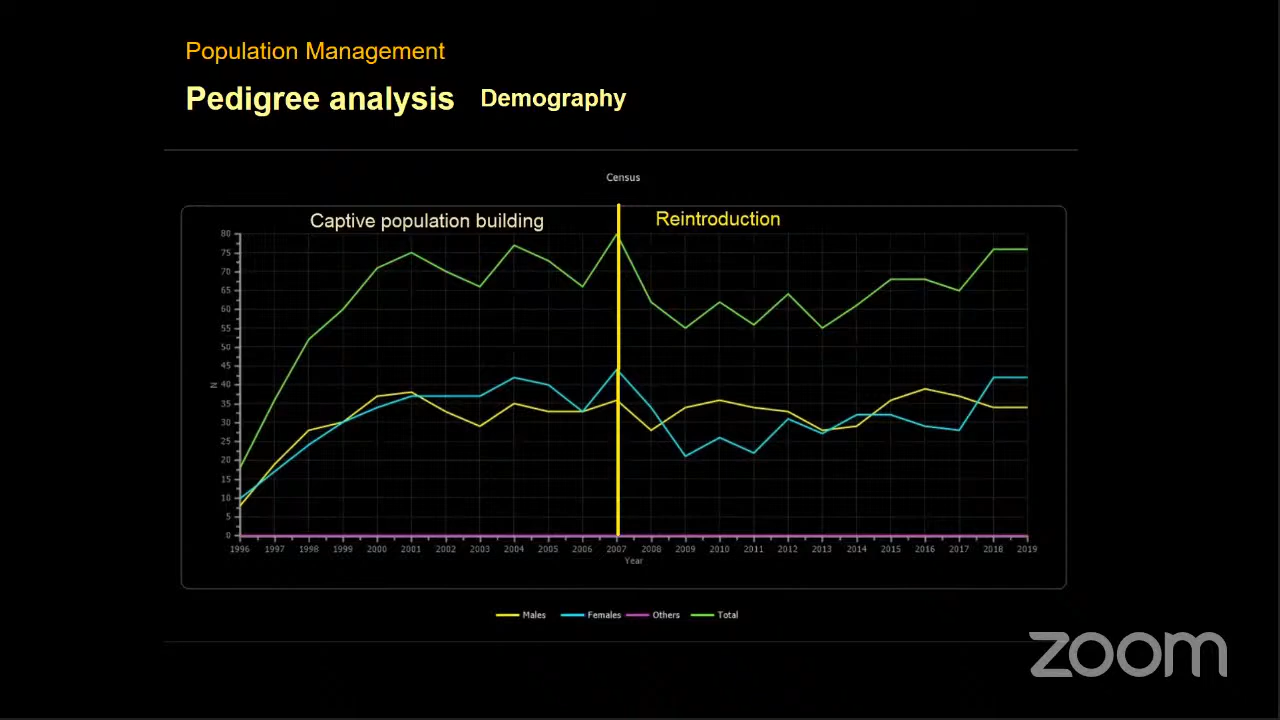 Population Management
Pedigree analysis Demography
Census
Captive population building
Reintroduction
80
75
70
65
60
55
50
45
40
35
30
25
20
15
10
5
0
N
1996 1997 1998 1999 2000 2001 2002 2003 2004 2005 2006 2007 2008 2009 2010 2011 2012 2013 2014 2015 2016 2017 2018 2019
Year
Males Females Others Total
zoom